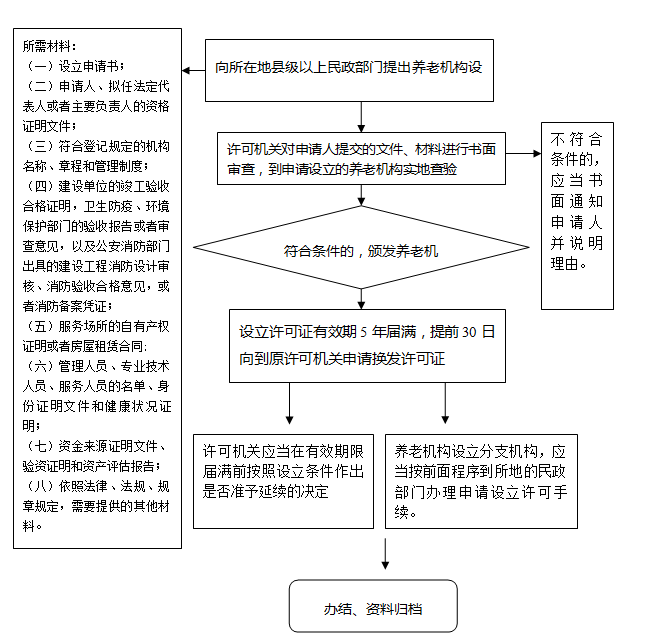 所需材料：
（一）设立申请书；
（二）申请人、拟任法定代
表人或者主要负责人的资格
证明文件；
（三）符合登记规定的机构
名称、章程和管理制度；
（四）建设单位的竣工验收
合格证明，卫生防疫、环境
保护部门的验收报告或者审
查意见，以及公安消防部门
出具的建设工程消防设计审
核、消防验收合格意见，或
者消防备案凭证；
（五）服务场所的自有产权
证明或者房屋租赁合同;
（六）管理人员、专业技术
人员、服务人员的名单、身
份证明文件和健康状况证
明；
（七）资金来源证明文件、
验资证明和资产评估报告；
（八）依照法律、法规、规
章规定，需要提供的其他材
料。
向所在地县级以上民政部门提出养老机构设
许可机关对申请人提交的文件、材料进行书面
审查，到申请设立的养老机构实地查验
不符合
条件的，
应当书
面通知
申请人
并说明
理由。
符合条件的，颁发养老机
设立许可证有效期 5 年届满，提前 30 日
向到原许可机关申请换发许可证
许可机关应当在有效期限
届满前按照设立条件作出
是否准予延续的决定
养老机构设立分支机构，应
当按前面程序到所地的民政
部门办理申请设立许可手
续。
办结、资料归档